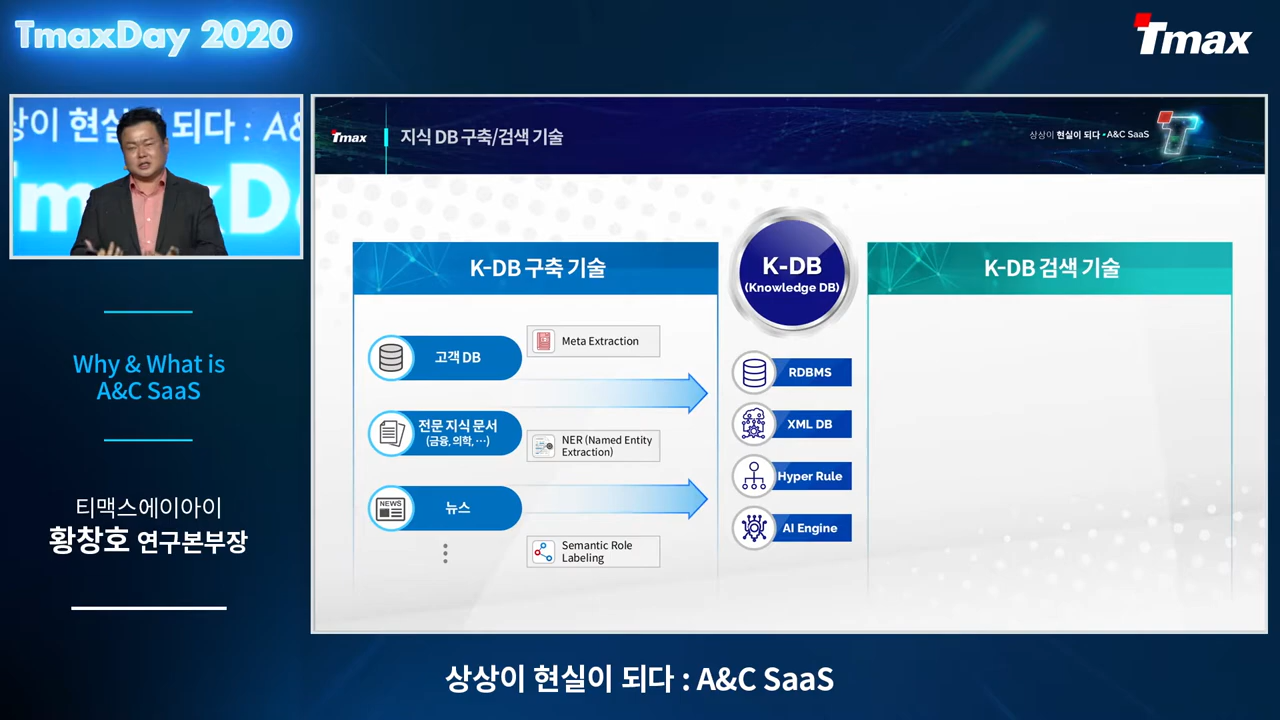 TmaxDay 2020
Tmax
상이 현실 되다 : A&
Tmax
지식 DB 구축/검색 기술
상상이 현실이 되다 • A&C SaaS
K-DB 구축 기술
K-DB
(Knowledge DB)
K-DB 검색 기술
고객 DB
Meta Extraction
전문 지식 문서
(금융, 의학, …)
NER (Named Entity
Extraction)
NEWS
뉴스
Semantic Role
Labeling
RDBMS
XML DB
Hyper Rule
AI Engine
Why & What is
A&C SaaS
티맥스에이아이
황창호 연구본부장
상상이 현실이 되다 : A&C SaaS